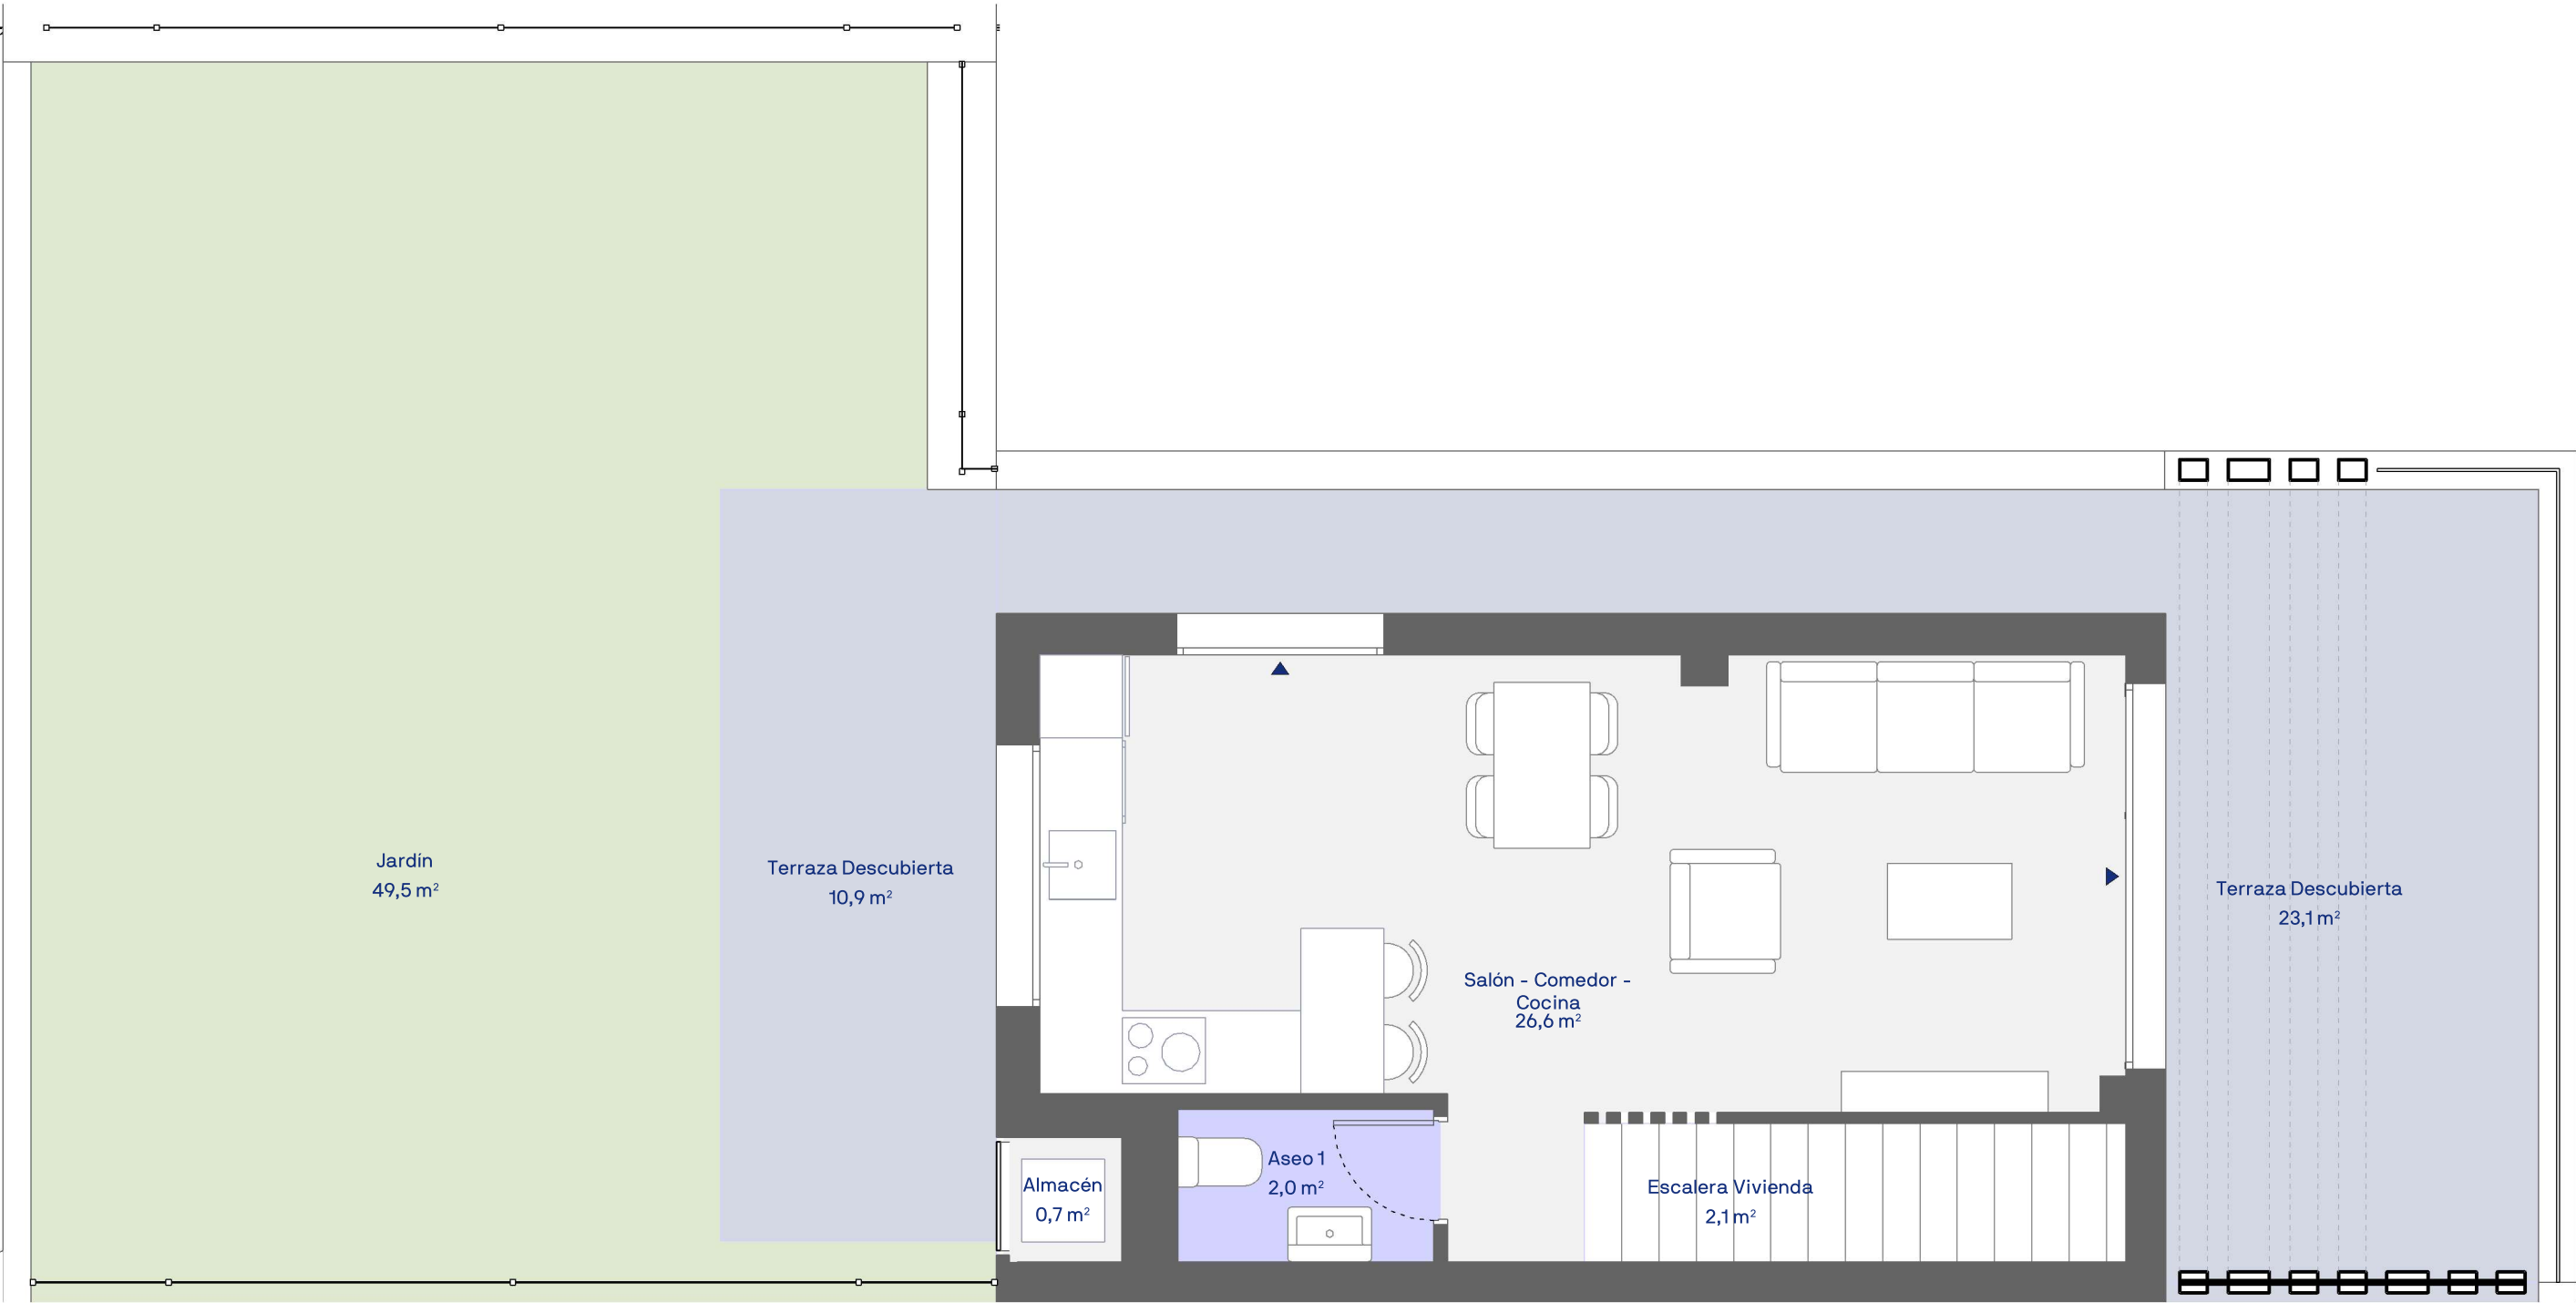 Jardín
49,5 m²
Terraza Descubierta
10,9 m²
Salón - Comedor -
Cocina
26,6 m²
Terraza Descubierta
23,1 m²
Almacén
0,7 m²
Aseo 1
2,0 m²
Escalera Vivienda
2,1 m²